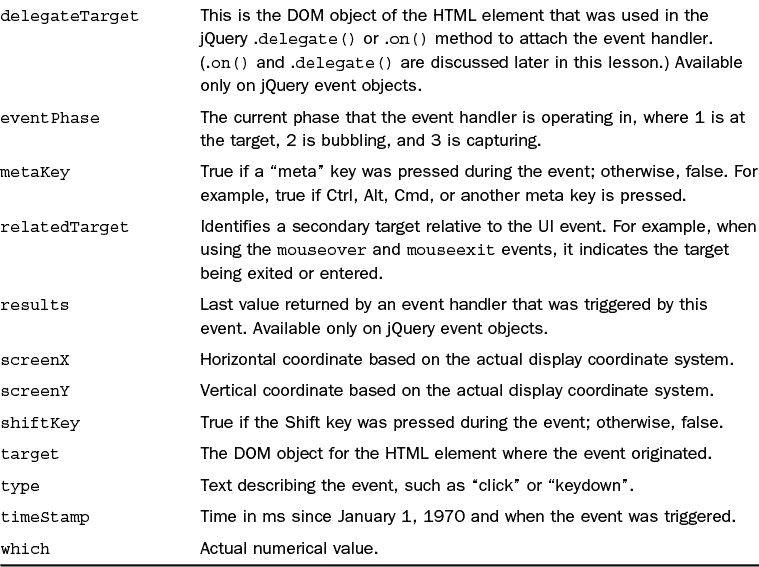 delegateTarget This is the DOM object of the HTML element that was used in the
jQuery .delegate() or .on() method to attach the event handler.
(.on() and .delegate() are discussed later in this lesson.) Available
only on jQuery event objects.
eventPhase The current phase that the event handler is operating in, where 1 is at
the target, 2 is bubbling, and 3 is capturing.
metaKey True if a “meta” key was pressed during the event; otherwise, false. For
example, true if Ctrl, Alt, Cmd, or another meta key is pressed.
relatedTarget Identifies a secondary target relative to the UI event. For example, when
using the mouseover and mouseexit events, it indicates the target
being exited or entered.
results Last value returned by an event handler that was triggered by this
event. Available only on jQuery event objects.
screenX Horizontal coordinate based on the actual display coordinate system.
screenY Vertical coordinate based on the actual display coordinate system.
shiftKey True if the Shift key was pressed during the event; otherwise, false.
target The DOM object for the HTML element where the event originated.
type Text describing the event, such as “click” or “keydown”.
timeStamp Time in ms since January 1, 1970 and when the event was triggered.
which Actual numerical value.